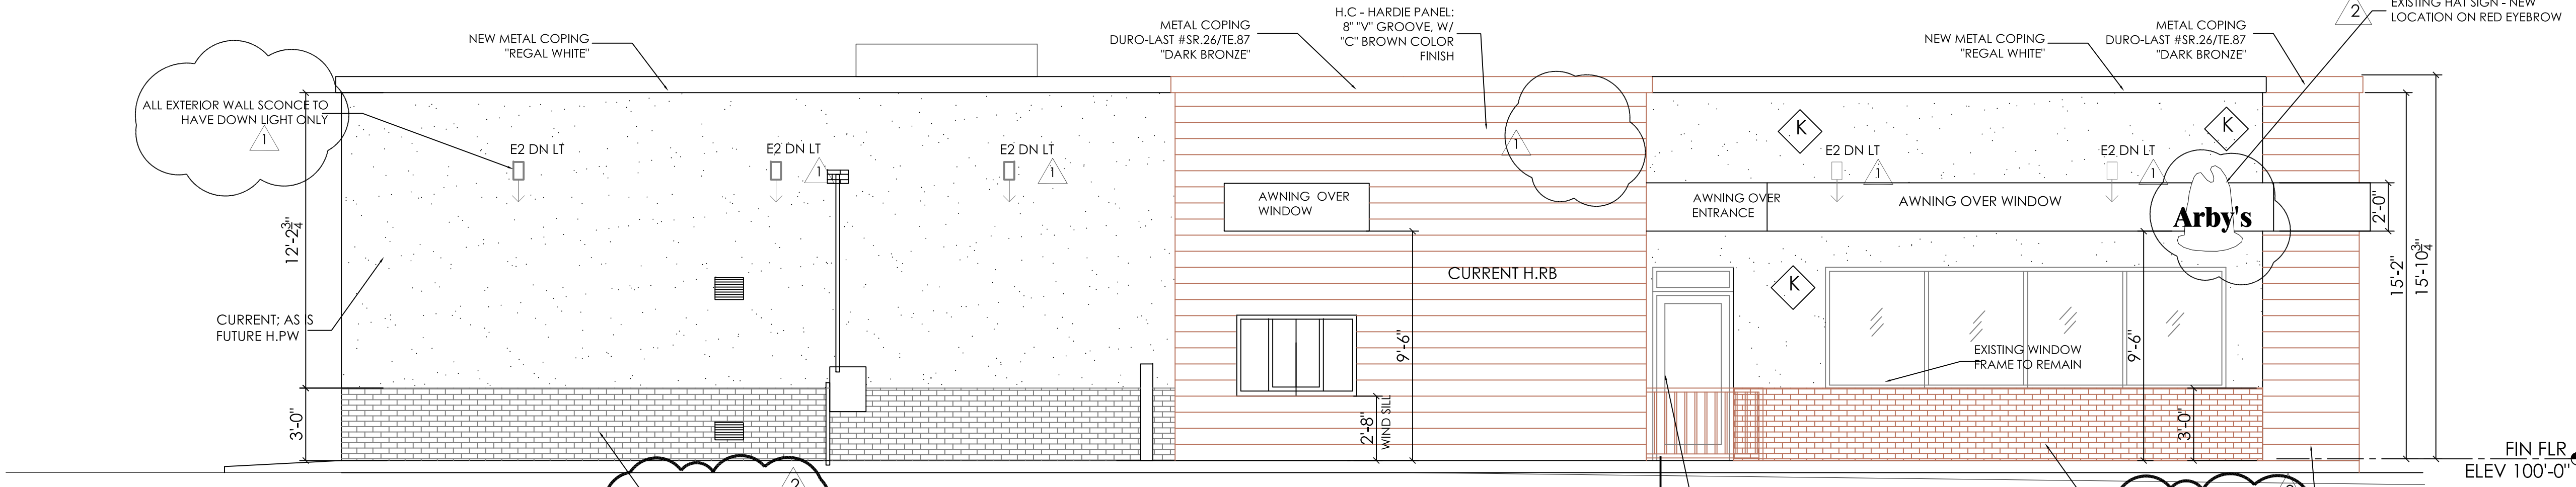 NEW METAL COPING
"REGAL WHITE"
METAL COPING
DURO-LAST #SR.26/TE.87
"DARK BRONZE"
H.C - HARDIE PANEL:
8" "V" GROOVE, W/
"C" BROWN COLOR
FINISH
NEW METAL COPING
"REGAL WHITE"
METAL COPING
DURO-LAST #SR.26/TE.87
"DARK BRONZE"
2
EXISTING HAT SIGN - NEW
LOCATION ON RED EYEBROW
ALL EXTERIOR WALL SCONCE TO
HAVE DOWN LIGHT ONLY
1
E2 DN LT
E2 DN LT
1
E2 DN LT
1
1
K
K
E2 DN LT
1
E2 DN LT
1
AWNING OVER
WINDOW
AWNING OVER
ENTRANCE
AWNING OVER WINDOW
Arby's
2'-0"
12'-2 3/4"
15'-2"
15'-10 3/4"
CURRENT H.RB
K
CURRENT; AS IS
FUTURE H.PW
9'-6"
9'-6"
EXISTING WINDOW
FRAME TO REMAIN
3'-0"
2'-8"
WIND SILL
3'-0"
FIN FLR
ELEV 100'-0"
2